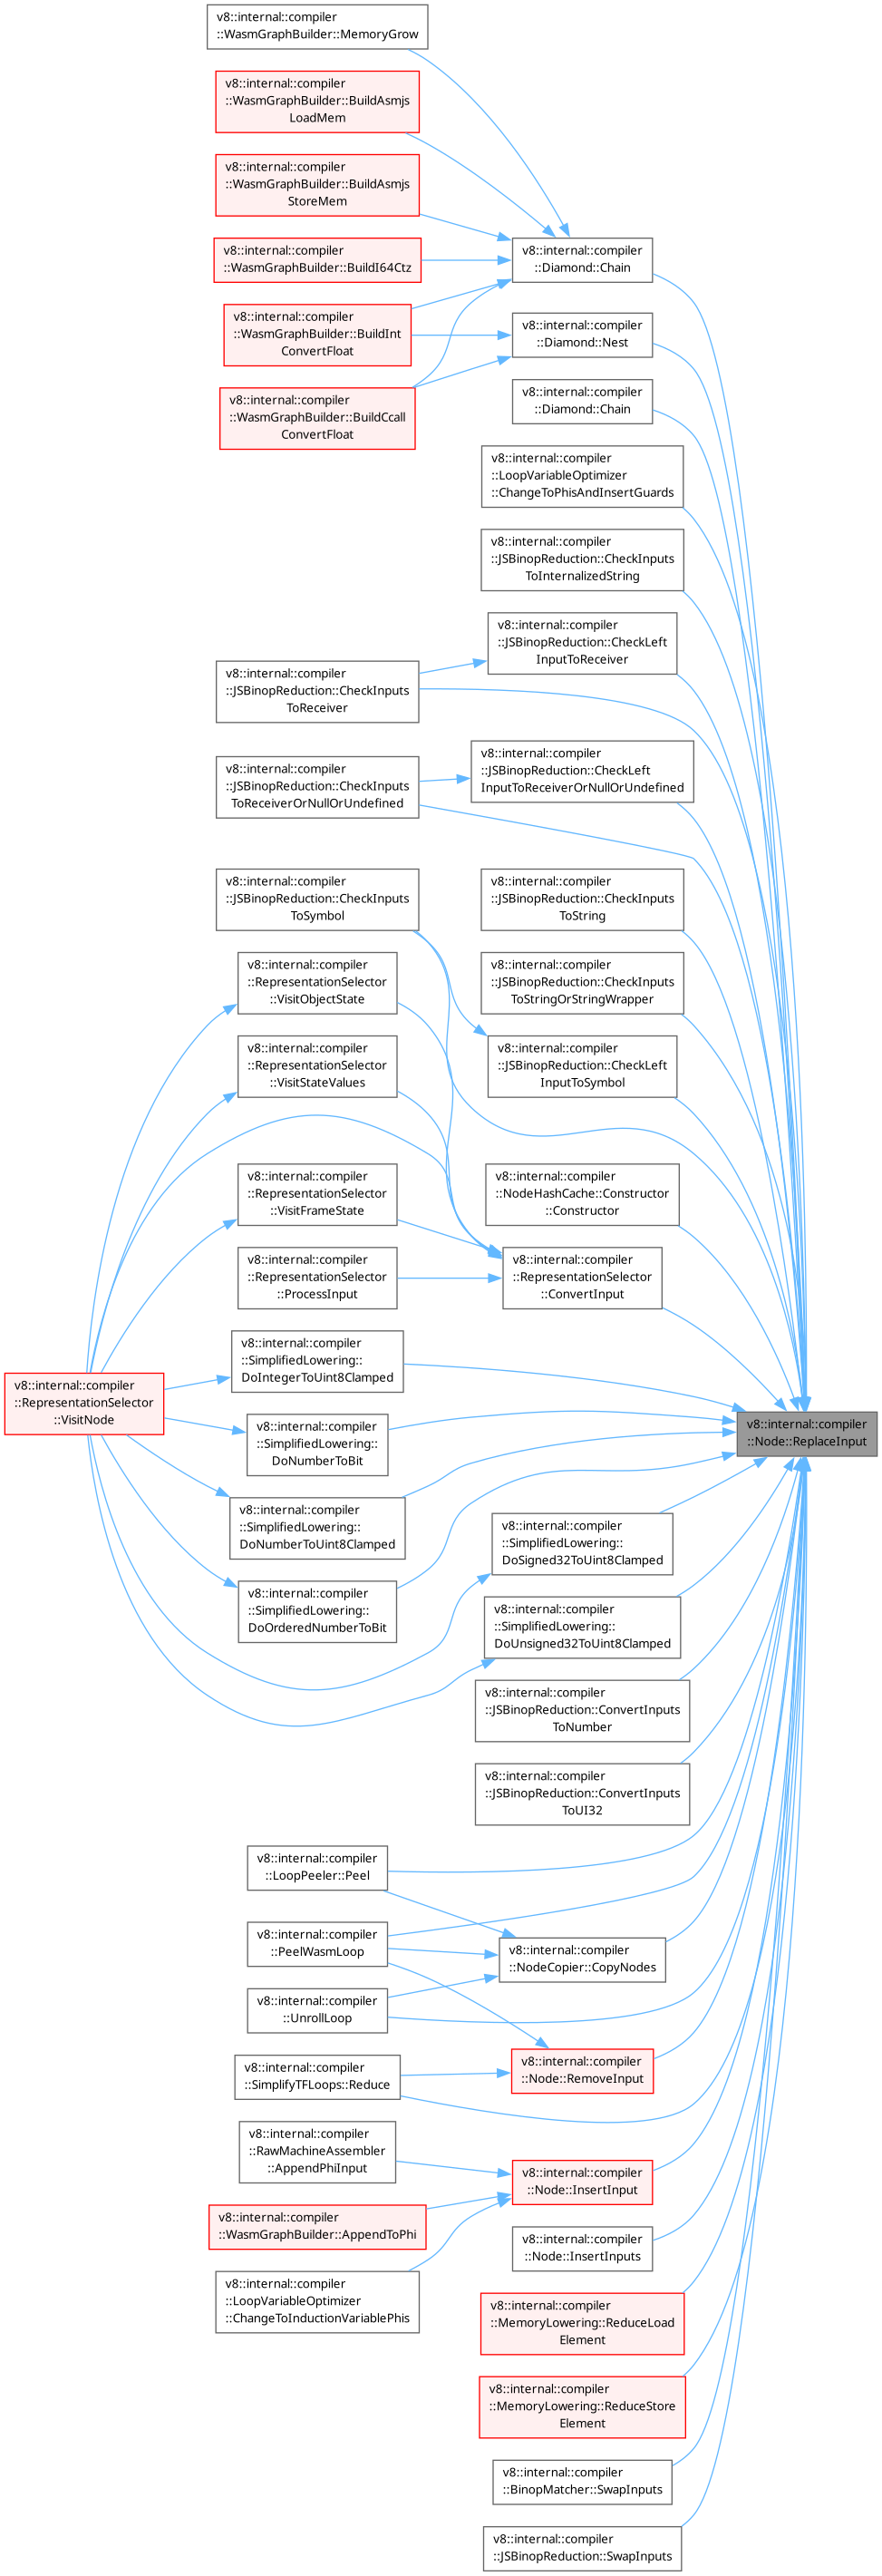 v8::internal::compiler
::WasmGraphBuilder::MemoryGrow
v8::internal::compiler
::WasmGraphBuilder::BuildAsmjs
LoadMem
v8::internal::compiler
::WasmGraphBuilder::BuildAsmjs
StoreMem
v8::internal::compiler
::WasmGraphBuilder::BuildI64Ctz
v8::internal::compiler
::Diamond::Chain
v8::internal::compiler
::WasmGraphBuilder::BuildInt
ConvertFloat
v8::internal::compiler
::Diamond::Nest
v8::internal::compiler
::WasmGraphBuilder::BuildCcall
ConvertFloat
v8::internal::compiler
::Diamond::Chain
v8::internal::compiler
::LoopVariableOptimizer
::ChangeToPhisAndInsertGuards
v8::internal::compiler
::JSBinopReduction::CheckInputs
ToInternalizedString
v8::internal::compiler
::JSBinopReduction::CheckLeft
InputToReceiver
v8::internal::compiler
::JSBinopReduction::CheckInputs
ToReceiver
v8::internal::compiler
::JSBinopReduction::CheckLeft
InputToReceiverOrNullOrUndefined
v8::internal::compiler
::JSBinopReduction::CheckInputs
ToReceiverOrNullOrUndefined
v8::internal::compiler
::JSBinopReduction::CheckInputs
ToSymbol
v8::internal::compiler
::JSBinopReduction::CheckInputs
ToString
v8::internal::compiler
::RepresentationSelector
::VisitObjectState
v8::internal::compiler
::JSBinopReduction::CheckInputs
ToStringOrStringWrapper
v8::internal::compiler
::RepresentationSelector
::VisitStateValues
v8::internal::compiler
::JSBinopReduction::CheckLeft
InputToSymbol
v8::internal::compiler
::RepresentationSelector
::VisitFrameState
v8::internal::compiler
::NodeHashCache::Constructor
::Constructor
v8::internal::compiler
::RepresentationSelector
::ProcessInput
v8::internal::compiler
::RepresentationSelector
::ConvertInput
v8::internal::compiler
::SimplifiedLowering::
DoIntegerToUint8Clamped
v8::internal::compiler
::RepresentationSelector
::VisitNode
v8::internal::compiler
::SimplifiedLowering::
DoNumberToBit
v8::internal::compiler
::Node::ReplaceInput
v8::internal::compiler
::SimplifiedLowering::
DoNumberToUint8Clamped
v8::internal::compiler
::SimplifiedLowering::
DoSigned32ToUint8Clamped
v8::internal::compiler
::SimplifiedLowering::
DoOrderedNumberToBit
v8::internal::compiler
::SimplifiedLowering::
DoUnsigned32ToUint8Clamped
v8::internal::compiler
::JSBinopReduction::ConvertInputs
ToNumber
v8::internal::compiler
::JSBinopReduction::ConvertInputs
ToUI32
v8::internal::compiler
::LoopPeeler::Peel
v8::internal::compiler
::PeelWasmLoop
v8::internal::compiler
::NodeCopier::CopyNodes
v8::internal::compiler
::UnrollLoop
v8::internal::compiler
::SimplifyTFLoops::Reduce
v8::internal::compiler
::Node::RemoveInput
v8::internal::compiler
::RawMachineAssembler
::AppendPhiInput
v8::internal::compiler
::Node::InsertInput
v8::internal::compiler
::WasmGraphBuilder::AppendToPhi
v8::internal::compiler
::Node::InsertInputs
v8::internal::compiler
::LoopVariableOptimizer
::ChangeToInductionVariablePhis
v8::internal::compiler
::MemoryLowering::ReduceLoad
Element
v8::internal::compiler
::MemoryLowering::ReduceStore
Element
v8::internal::compiler
::BinopMatcher::SwapInputs
v8::internal::compiler
::JSBinopReduction::SwapInputs